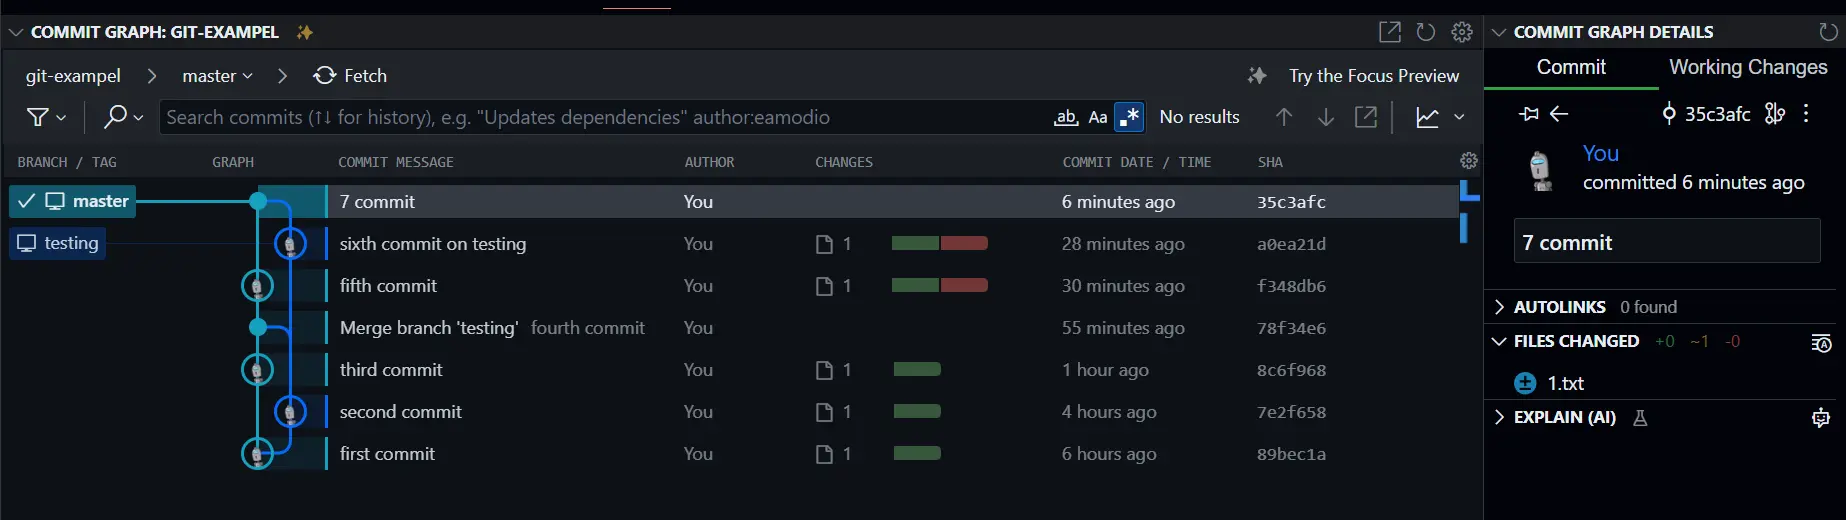 COMMIT GRAPH: GIT-EXAMPEL
git-exampel master Fetch Try the Focus Preview
Search commits (↑↓ for history), e.g. "Updates dependencies" author:eamodio ab Aa .* No results
BRANCH / TAG GRAPH COMMIT MESSAGE AUTHOR CHANGES COMMIT DATE / TIME SHA
master 7 commit You 6 minutes ago 35c3afc
testing sixth commit on testing You 1 28 minutes ago a0ea21d
fifth commit You 1 30 minutes ago f348db6
Merge branch 'testing' fourth commit You 55 minutes ago 78f34e6
third commit You 1 1 hour ago 8c6f968
second commit You 1 4 hours ago 7e2f658
first commit You 1 6 hours ago 89bec1a
COMMIT GRAPH DETAILS
Commit Working Changes
35c3afc
You
committed 6 minutes ago
7 commit
AUTOLINKS 0 found
FILES CHANGED +0 ~1 -0
1.txt
EXPLAIN (AI)